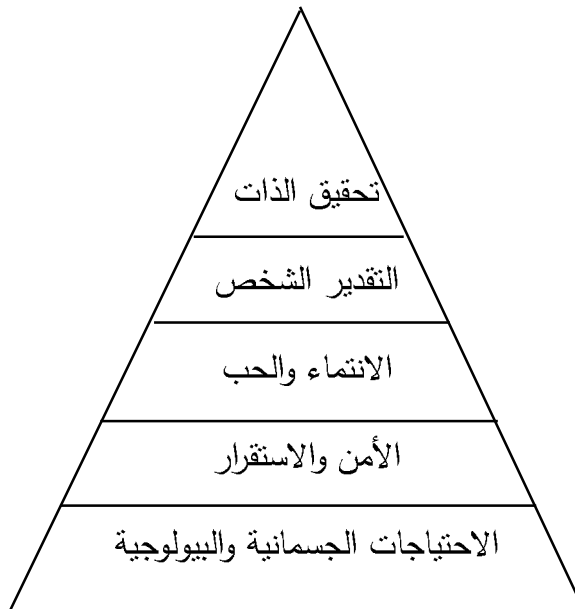 تحقيق الذات
التقدير الشخص
الانتماء والحب
الأمن والاستقرار
الاحتياجات الجسمانية والبيولوجية